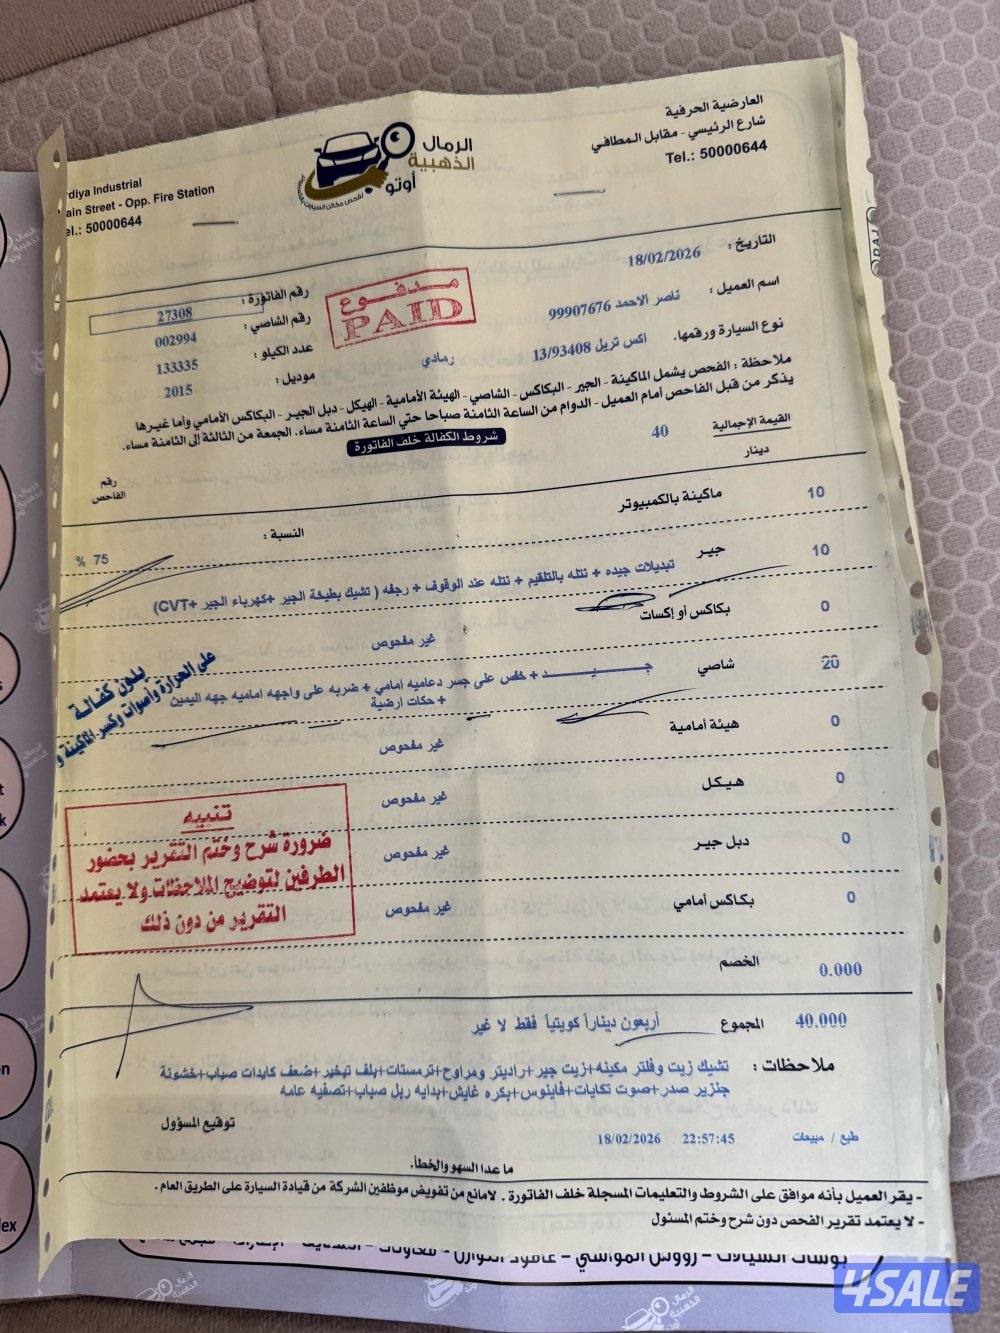 العارضية الحرفية
شارع الرئيسي - مقابل المطافي
Tel.: 50000644
الرمال
الذهبية
أوتو
لفحص مكائن السيارات بالكمبيوتر
rdiya Industrial
ain Street - Opp. Fire Station
el.: 50000644
التاريخ : 18/02/2026
اسم العميل : ناصر الاحمد 99907676
نوع السيارة ورقمها. اكس تريل 13/93408 رمادي
مدفوع
PAID
رقم الفاتورة : 27308
رقم الشاصي : 002994
عدد الكيلو : 133335
موديل : 2015
ملاحظة : الفحص يشمل الماكينة - الجير - البكاكس - الشاصي - الهيئة الأمامية - الهيكل - دبل الجير - البكاكس الأمامي وأما غيرها
يذكر من قبل الفاحص أمام العميل - الدوام من الساعة الثامنة صباحا حتي الساعة الثامنة مساء. الجمعة من الثالثة إلى الثامنة مساء.
شروط الكفالة خلف الفاتورة
القيمة الإجمالية 40
دينار
رقم
الفاحص
10 ماكينة بالكمبيوتر
النسبة : 75 %
10 جير
تبديلات جيده + نتله بالتلقيم + نتله عند الوقوف + رجفه ( تشيك بطيخة الجير +كهرباء الجير +CVT)
0 بكاكس أو إكسات
غير مفحوص
20 شاصي
جيد + خفس على جسر دعاميه امامي + ضربه على واجهه اماميه جهه اليمين
+ حكات ارضية
0 هيئة أمامية
غير مفحوص
0 هيكل
غير مفحوص
0 دبل جير
غير مفحوص
0 بكاكس أمامي
غير مفحوص
بدون كفالة
على الحرارة وأصوات وكسر الماكينة و
تنبيه
ضرورة شرح وختم التقرير بحضور
الطرفين لتوضيح الملاحظات ولا يعتمد
التقرير من دون ذلك
الخصم 0.000
40.000 المجموع أربعون ديناراً كويتياً فقط لا غير
ملاحظات : تشيك زيت وفلتر مكينه+زيت جير+راديتر ومراوح+ترمستات+بلف تبخير+ضعف كايدات صباب+خشونة
جنزير صدر+صوت تكايات+فاينوس+بكره غايش+بدايه ربل صباب+تصفيه عامه
توقيع المسؤول
طبع / مبيعات 22:57:45 18/02/2026
ما عدا السهو والخطأ.
- يقر العميل بأنه موافق على الشروط والتعليمات المسجلة خلف الفاتورة . لامانع من تفويض موظفين الشركة من قيادة السيارة على الطريق العام .
- لا يعتمد تقرير الفحص دون شرح وختم المسئول
4SALE